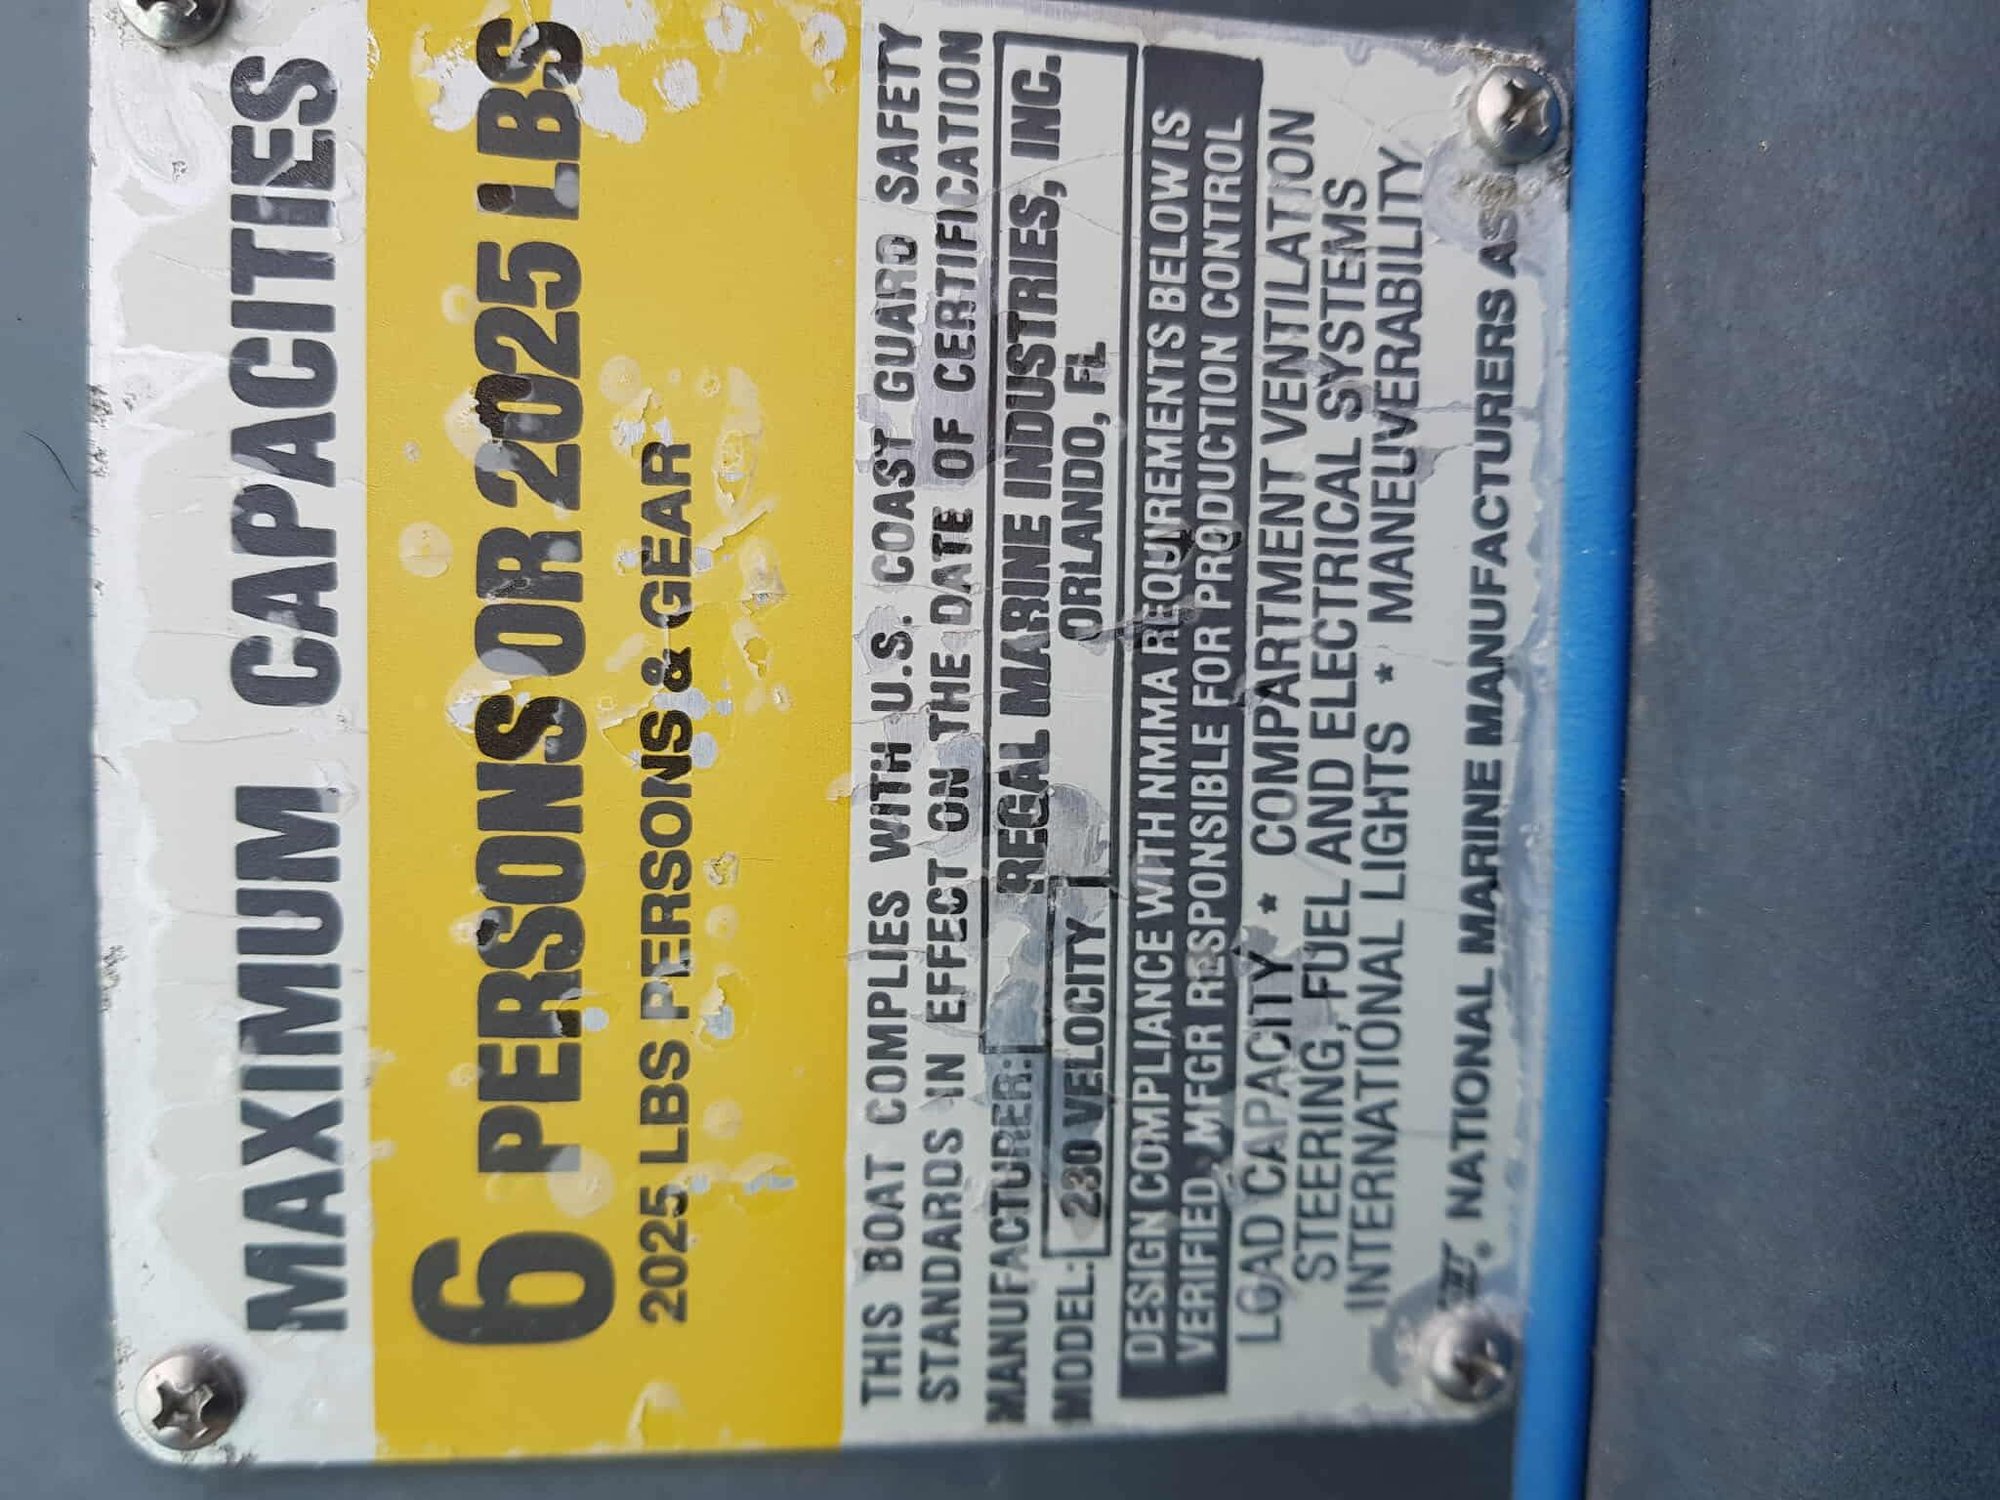 MAXIMUM CAPACITIES
6 PERSONS OR 2025 LBS
2025 LBS PERSONS & GEAR
THIS BOAT COMPLIES WITH U.S. COAST GUARD SAFETY
STANDARDS IN EFFECT ON THE DATE OF CERTIFICATION
MANUFACTURER: REGAL MARINE INDUSTRIES, INC.
ORLANDO, FL
MODEL: 230 VELOCITY
DESIGN COMPLIANCE WITH NMMA REQUIREMENTS BELOW IS
VERIFIED. MFGR RESPONSIBLE FOR PRODUCTION CONTROL
LOAD CAPACITY * COMPARTMENT VENTILATION
STEERING, FUEL AND ELECTRICAL SYSTEMS
INTERNATIONAL LIGHTS * MANEUVERABILITY
® NATIONAL MARINE MANUFACTURERS